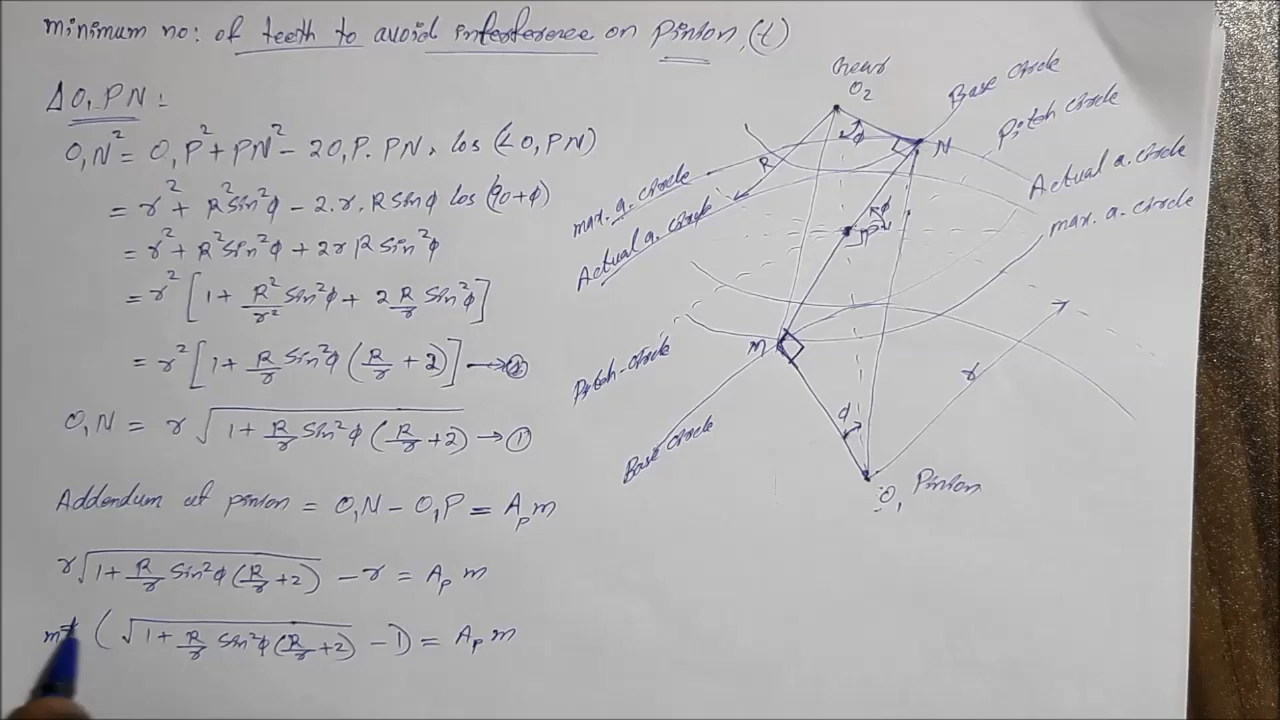 minimum no: of teeth to avoid interference on Pinion, (t)
Δ O₁PN :
O₁N² = O₁P² + PN² - 2O₁P. PN, cos (∠O₁PN)
= r² + R²sin²φ - 2.r.Rsinφ cos (90+φ)
= r² + R²sin²φ + 2rR sin²φ
= r² [1 + R²/r² sin²φ + 2R/r sin²φ]
= r² [1 + R/r sin²φ (R/r + 2)] →
O₁N = r √(1 + R/r sin²φ (R/r + 2)) → ①
Addendum of pinion = O₁N - O₁P = Aₚm
r√(1 + R/r sin²φ (R/r + 2)) - r = Aₚ m
(√(1 + R/r sin²φ (R/r + 2)) - 1) = Aₚ m
Gear
O₂
Base circle
Pitch circle
N
φ
R
Actual a. circle
max. a. circle
max. a. circle
Actual a. circle
φ
P
M
Pitch circle
r
φ
Base circle
O₁ Pinion